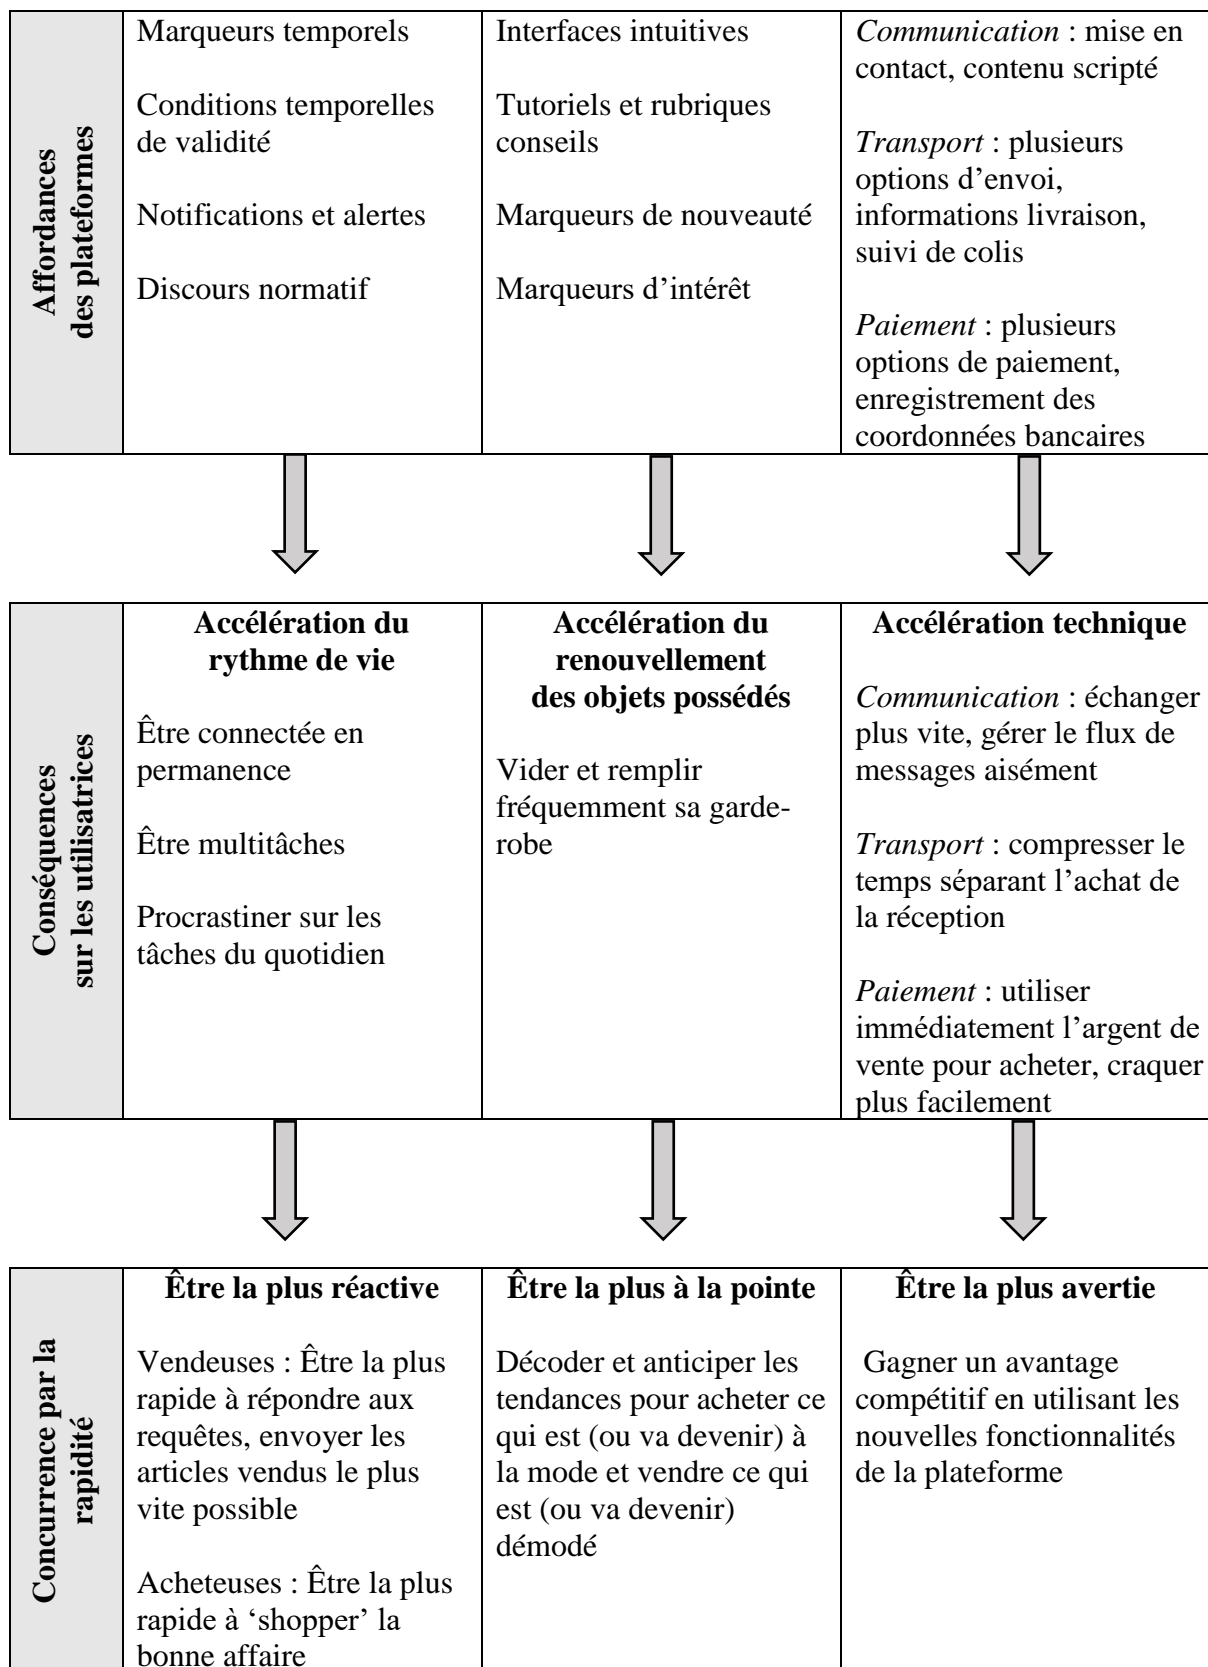 Affordances
des plateformes
Marqueurs temporels
Conditions temporelles
de validité
Notifications et alertes
Discours normatif
Interfaces intuitives
Tutoriels et rubriques
conseils
Marqueurs de nouveauté
Marqueurs d’intérêt
Communication : mise en
contact, contenu scripté
Transport : plusieurs
options d’envoi,
informations livraison,
suivi de colis
Paiement : plusieurs
options de paiement,
enregistrement des
coordonnées bancaires
Conséquences
sur les utilisatrices
Accélération du
rythme de vie
Être connectée en
permanence
Être multitâches
Procrastiner sur les
tâches du quotidien
Accélération du
renouvellement
des objets possédés
Vider et remplir
fréquemment sa garde-
robe
Accélération technique
Communication : échanger
plus vite, gérer le flux de
messages aisément
Transport : compresser le
temps séparant l’achat de
la réception
Paiement : utiliser
immédiatement l’argent de
vente pour acheter, craquer
plus facilement
Concurrence par la
rapidité
Être la plus réactive
Vendeuses : Être la plus
rapide à répondre aux
requêtes, envoyer les
articles vendus le plus
vite possible
Acheteuses : Être la plus
rapide à ‘shopper’ la
bonne affaire
Être la plus à la pointe
Décoder et anticiper les
tendances pour acheter ce
qui est (ou va devenir) à
la mode et vendre ce qui
est (ou va devenir)
démodé
Être la plus avertie
Gagner un avantage
compétitif en utilisant les
nouvelles fonctionnalités
de la plateforme